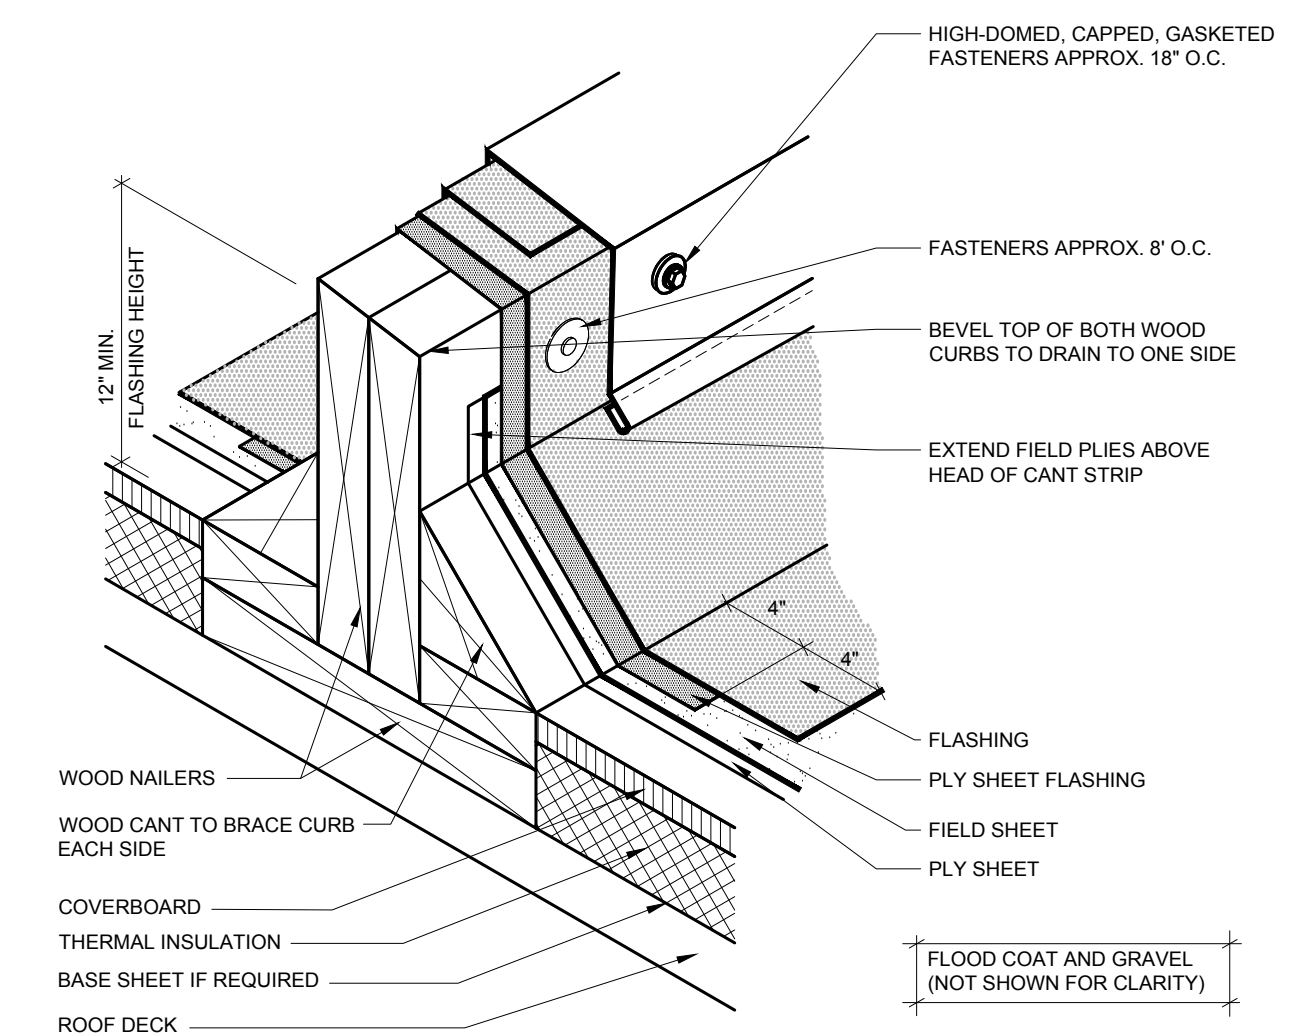 HIGH-DOMED, CAPPED, GASKETED
FASTENERS APPROX. 18" O.C.
FASTENERS APPROX. 8' O.C.
BEVEL TOP OF BOTH WOOD
CURBS TO DRAIN TO ONE SIDE
12" MIN.
FLASHING HEIGHT
EXTEND FIELD PLIES ABOVE
HEAD OF CANT STRIP
4"
4"
FLASHING
PLY SHEET FLASHING
FIELD SHEET
PLY SHEET
WOOD NAILERS
WOOD CANT TO BRACE CURB
EACH SIDE
COVERBOARD
THERMAL INSULATION
BASE SHEET IF REQUIRED
ROOF DECK
FLOOD COAT AND GRAVEL
(NOT SHOWN FOR CLARITY)